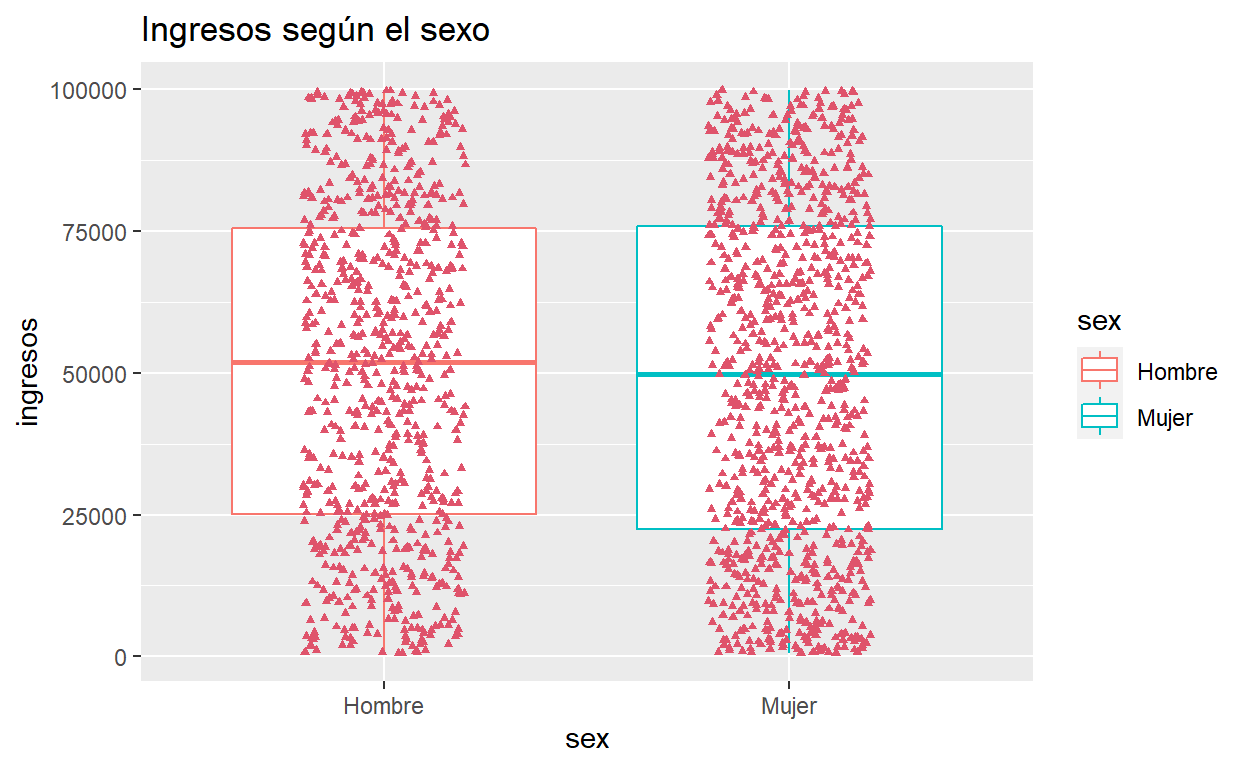 Ingresos según el sexo
100000
75000
50000
25000
0
ingresos
Hombre
Mujer
sex
sex
Hombre
Mujer